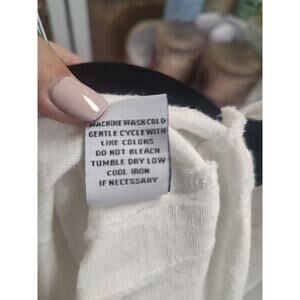 MACHINE WASH COLD
GENTLE CYCLE WITH
LIKE COLORS
DO NOT BLEACH
TUMBLE DRY LOW
COOL IRON
IF NECESSARY